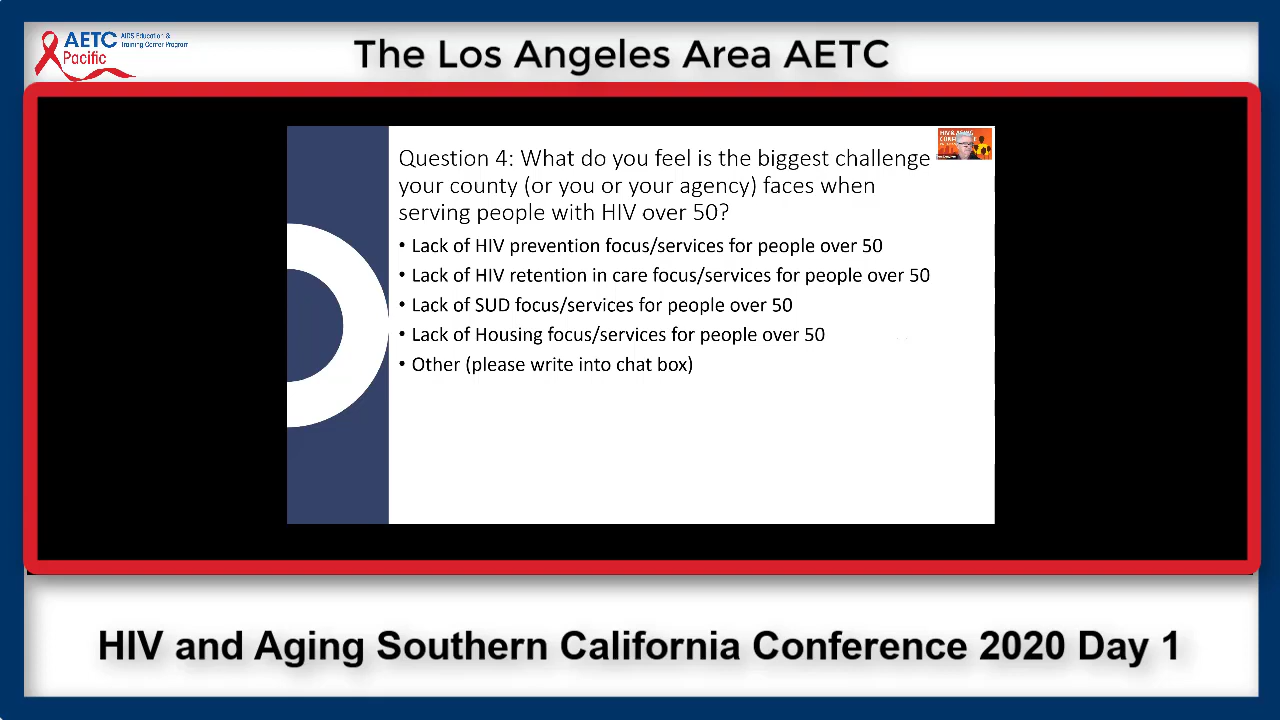 AETC AIDS Education &
Training Center Program
Pacific
The Los Angeles Area AETC
HIV & AGING
Question 4: What do you feel is the biggest challenge
your county (or you or your agency) faces when
serving people with HIV over 50?
• Lack of HIV prevention focus/services for people over 50
• Lack of HIV retention in care focus/services for people over 50
• Lack of SUD focus/services for people over 50
• Lack of Housing focus/services for people over 50
• Other (please write into chat box)
HIV and Aging Southern California Conference 2020 Day 1